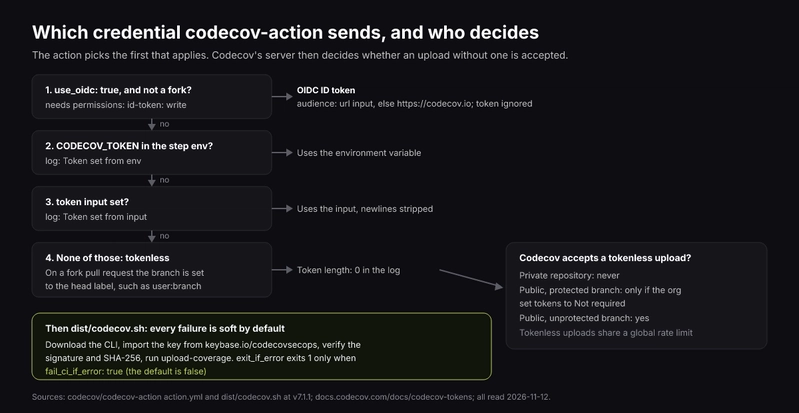 Which credential codecov-action sends, and who decides
The action picks the first that applies. Codecov's server then decides whether an upload without one is accepted.
1. use_oidc: true, and not a fork?
needs permissions: id-token: write
OIDC ID token
audience: url input, else https://codecov.io; token ignored
no
2. CODECOV_TOKEN in the step env?
log: Token set from env
Uses the environment variable
no
3. token input set?
log: Token set from input
Uses the input, newlines stripped
no
4. None of those: tokenless
On a fork pull request the branch is set
to the head label, such as user:branch
Token length: 0 in the log
Codecov accepts a tokenless upload?
Private repository: never
Public, protected branch: only if the org
set tokens to Not required
Public, unprotected branch: yes
Tokenless uploads share a global rate limit
Then dist/codecov.sh: every failure is soft by default
Download the CLI, import the key from keybase.io/codecovsecops, verify the
signature and SHA-256, run upload-coverage. exit_if_error exits 1 only when
fail_ci_if_error: true (the default is false)
Sources: codecov/codecov-action action.yml and dist/codecov.sh at v7.1.1; docs.codecov.com/docs/codecov-tokens; all read 2026-11-12.